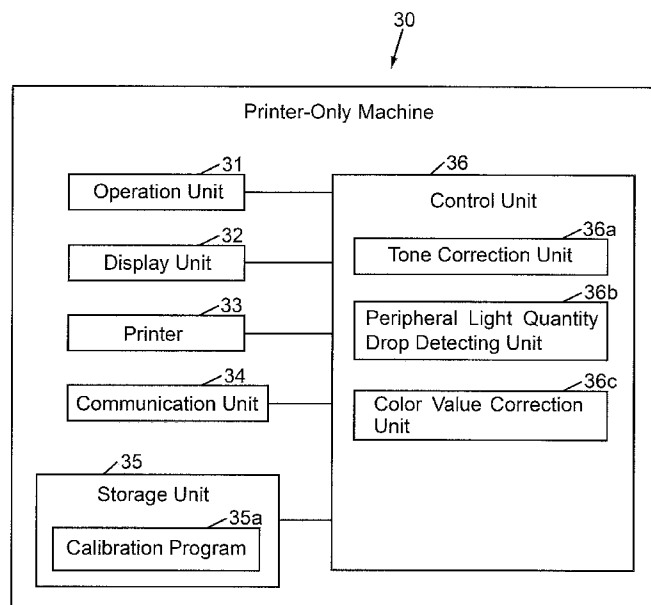 30
Printer-Only Machine
31
Operation Unit
32
Display Unit
33
Printer
34
Communication Unit
35
Storage Unit
35a
Calibration Program
36
Control Unit
36a
Tone Correction Unit
36b
Peripheral Light Quantity
Drop Detecting Unit
36c
Color Value Correction
Unit